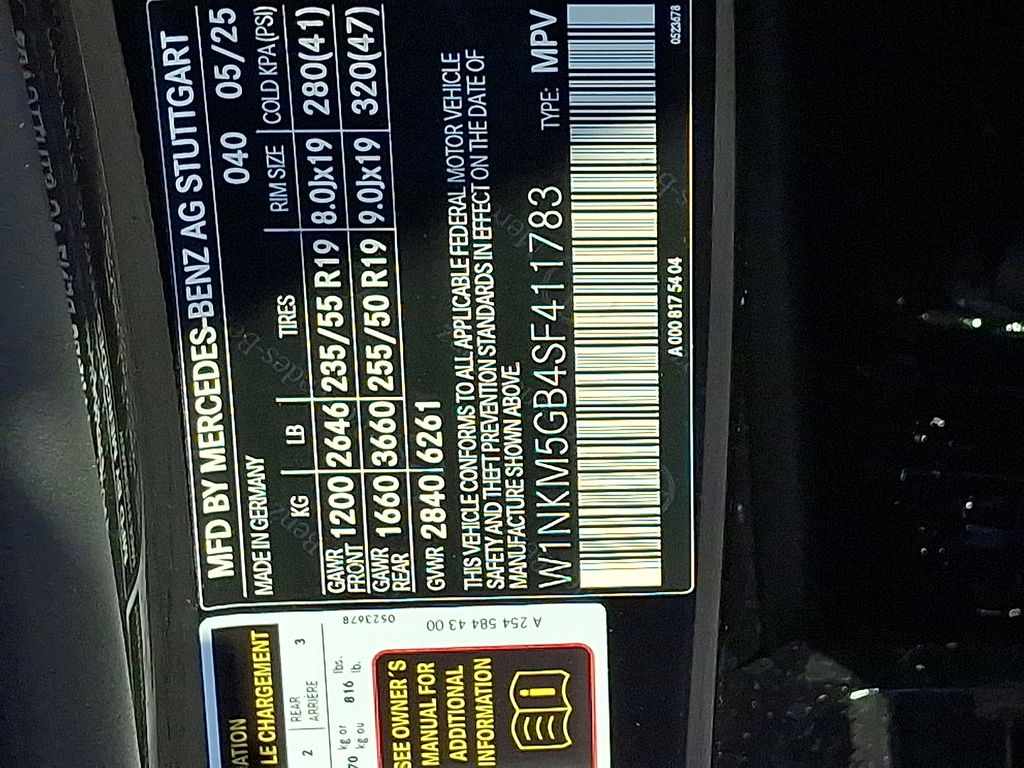 MFD BY MERCEDES-BENZ AG STUTTGART
040 05/25
MADE IN GERMANY
KG LB TIRES RIM SIZE COLD KPA (PSI)
GAWR FRONT 1200 2646 235/55 R19 8.0Jx19 280(41)
GAWR REAR 1660 3660 255/50 R19 9.0Jx19 320(47)
GVWR 2840 6261
THIS VEHICLE CONFORMS TO ALL APPLICABLE FEDERAL MOTOR VEHICLE
SAFETY AND THEFT PREVENTION STANDARDS IN EFFECT ON THE DATE OF
MANUFACTURE SHOWN ABOVE.
W1NKM5GB4SF411783 TYPE: MPV
A 000 817 54 04 0523678
LE CHARGEMENT
2 REAR 3
ARRIÈRE
kg or 816 lbs.
kg ou lb.
0523678
A 254 584 43 00
SEE OWNER'S
MANUAL FOR
ADDITIONAL
INFORMATION